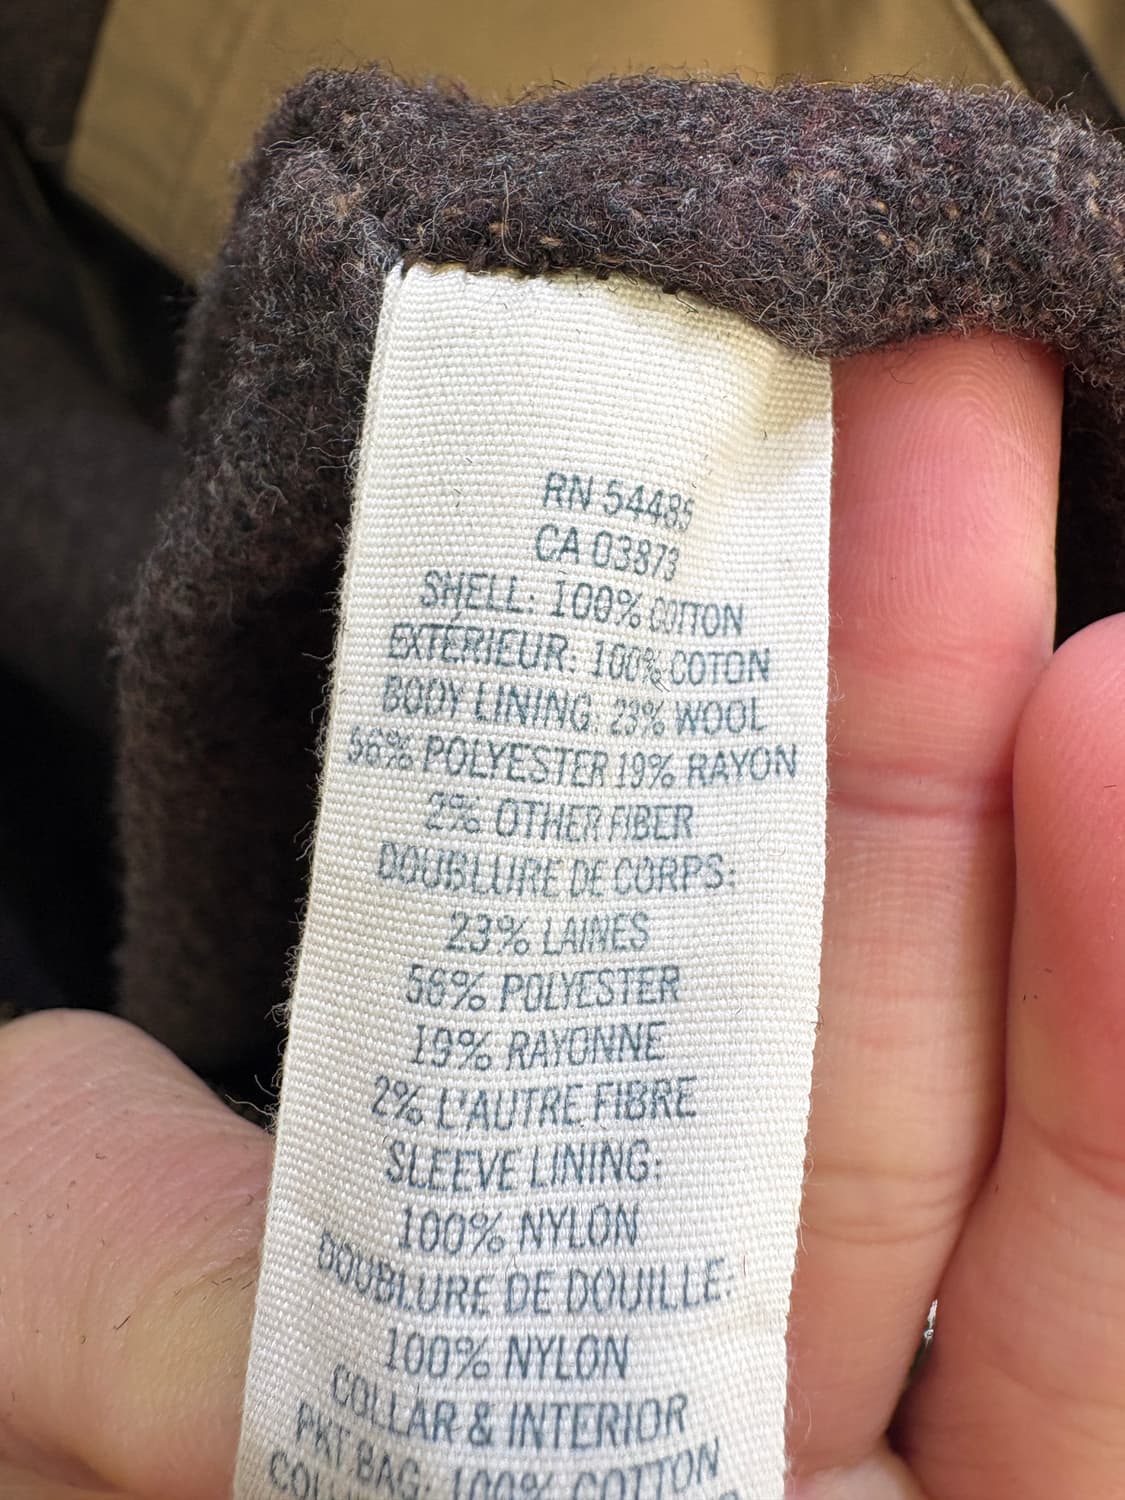 RN 54485
CA 03873
SHELL: 100% COTTON
EXTERIEUR: 100% COTON
BODY LINING: 23% WOOL
56% POLYESTER 19% RAYON
2% OTHER FIBER
DOUBLURE DE CORPS:
23% LAINES
56% POLYESTER
19% RAYONNE
2% L'AUTRE FIBRE
SLEEVE LINING:
100% NYLON
DOUBLURE DE DOUILLE:
100% NYLON
COLLAR & INTERIOR
PKT BAG: 100% COTTON